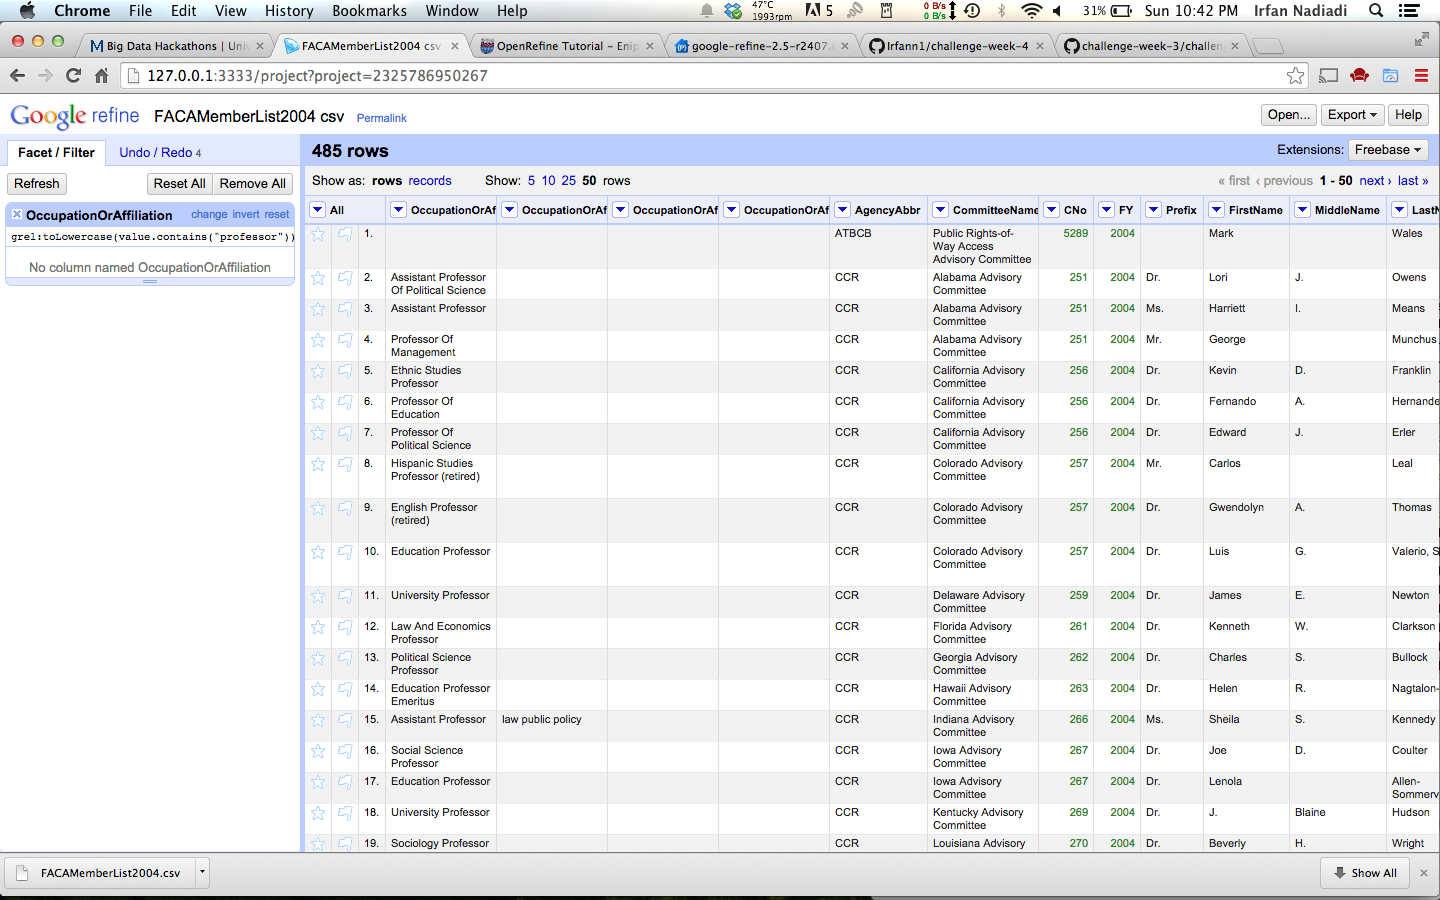 Chrome File Edit View History Bookmarks Window Help 47°C 1993rpm 5 0 B/s 0 B/s 31% Sun 10:42 PM Irfan Nadiadi
Big Data Hackathons | Uni FACAMemberList2004 csv OpenRefine Tutorial – Enip google-refine-2.5-r2407. Irfann1/challenge-week-4 challenge-week-3/challen
127.0.0.1:3333/project?project=2325786950267
Google refine FACAMemberList2004 csv Permalink Open... Export Help
Facet / Filter Undo / Redo 4 485 rows Extensions: Freebase
Refresh Reset All Remove All Show as: rows records Show: 5 10 25 50 rows « first ‹ previous 1 - 50 next › last »
OccupationOrAffiliation change invert reset
grel:toLowercase(value.contains("professor"))
No column named OccupationOrAffiliation
All OccupationOrAf OccupationOrAf OccupationOrAf OccupationOrAf AgencyAbbr CommitteeName CNo FY Prefix FirstName MiddleName LastN
1. ATBCB Public Rights-of- 5289 2004 Mark Wales
Way Access
Advisory Committee
2. Assistant Professor CCR Alabama Advisory 251 2004 Dr. Lori J. Owens
Of Political Science Committee
3. Assistant Professor CCR Alabama Advisory 251 2004 Ms. Harriett I. Means
Committee
4. Professor Of CCR Alabama Advisory 251 2004 Mr. George Munchus
Management Committee
5. Ethnic Studies CCR California Advisory 256 2004 Dr. Kevin D. Franklin
Professor Committee
6. Professor Of CCR California Advisory 256 2004 Dr. Fernando A. Hernande
Education Committee
7. Professor Of CCR California Advisory 256 2004 Dr. Edward J. Erler
Political Science Committee
8. Hispanic Studies CCR Colorado Advisory 257 2004 Mr. Carlos Leal
Professor (retired) Committee
9. English Professor CCR Colorado Advisory 257 2004 Dr. Gwendolyn A. Thomas
(retired) Committee
10. Education Professor CCR Colorado Advisory 257 2004 Dr. Luis G. Valerio, S
Committee
11. University Professor CCR Delaware Advisory 259 2004 Dr. James E. Newton
Committee
12. Law And Economics CCR Florida Advisory 261 2004 Dr. Kenneth W. Clarkson
Professor Committee
13. Political Science CCR Georgia Advisory 262 2004 Dr. Charles S. Bullock
Professor Committee
14. Education Professor CCR Hawaii Advisory 263 2004 Dr. Helen R. Nagtalon-
Emeritus Committee
15. Assistant Professor law public policy CCR Indiana Advisory 266 2004 Ms. Sheila S. Kennedy
Committee
16. Social Science CCR Iowa Advisory 267 2004 Dr. Joe D. Coulter
Professor Committee
17. Education Professor CCR Iowa Advisory 267 2004 Dr. Lenola Allen-
Committee Sommerv
18. University Professor CCR Kentucky Advisory 269 2004 Dr. J. Blaine Hudson
Committee
19. Sociology Professor CCR Louisiana Advisory 270 2004 Dr. Beverly H. Wright
FACAMemberList2004.csv Show All